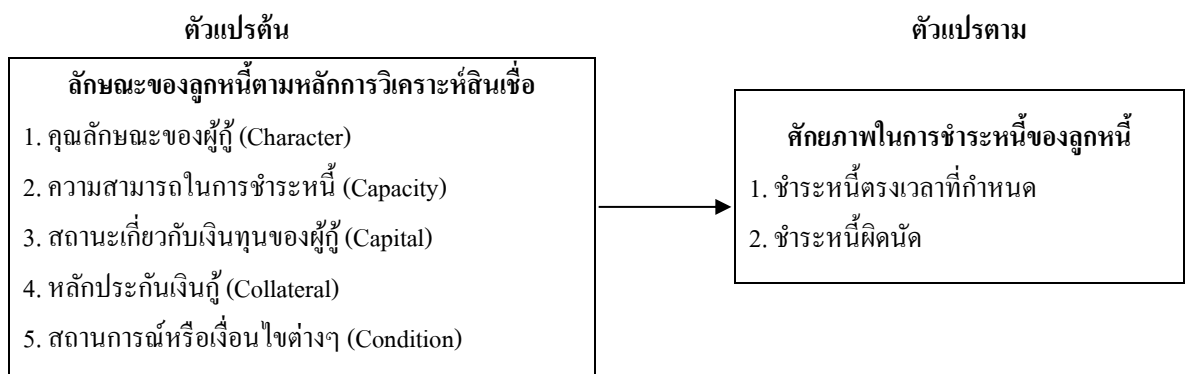 ตัวแปรต้น
ตัวแปรตาม
ลักษณะของลูกหนี้ตามหลักการวิเคราะห์สินเชื่อ
1. คุณลักษณะของผู้กู้ (Character)
2. ความสามารถในการชำระหนี้ (Capacity)
3. สถานะเกี่ยวกับเงินทุนของผู้กู้ (Capital)
4. หลักประกันเงินกู้ (Collateral)
5. สถานการณ์หรือเงื่อนไขต่างๆ (Condition)
ศักยภาพในการชำระหนี้ของลูกหนี้
1. ชำระหนี้ตรงเวลาที่กำหนด
2. ชำระหนี้ผิดนัด